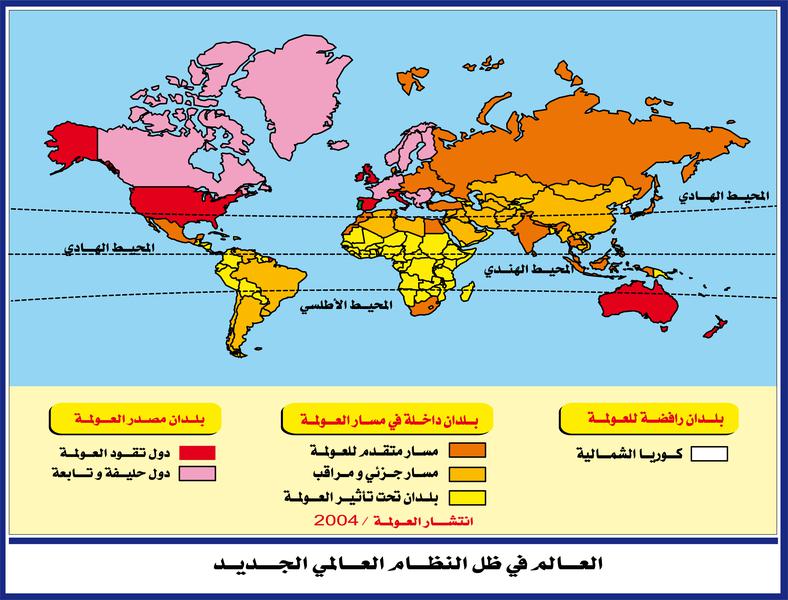 المحيط الهادي
المحيط الهادي
المحيط الهندي
المحيط الأطلسي
بلدان رافضة للعولمة
كوريا الشمالية
بلدان داخلة في مسار العولمة
مسار متقدم للعولمة
مسار جزئي و مراقب
بلدان تحت تأثير العولمة
انتشار العولمة / 2004
بلدان مصدر العولمة
دول تقود العولمة
دول حليفة و تابعة
العالم في ظل النظام العالمي الجديد